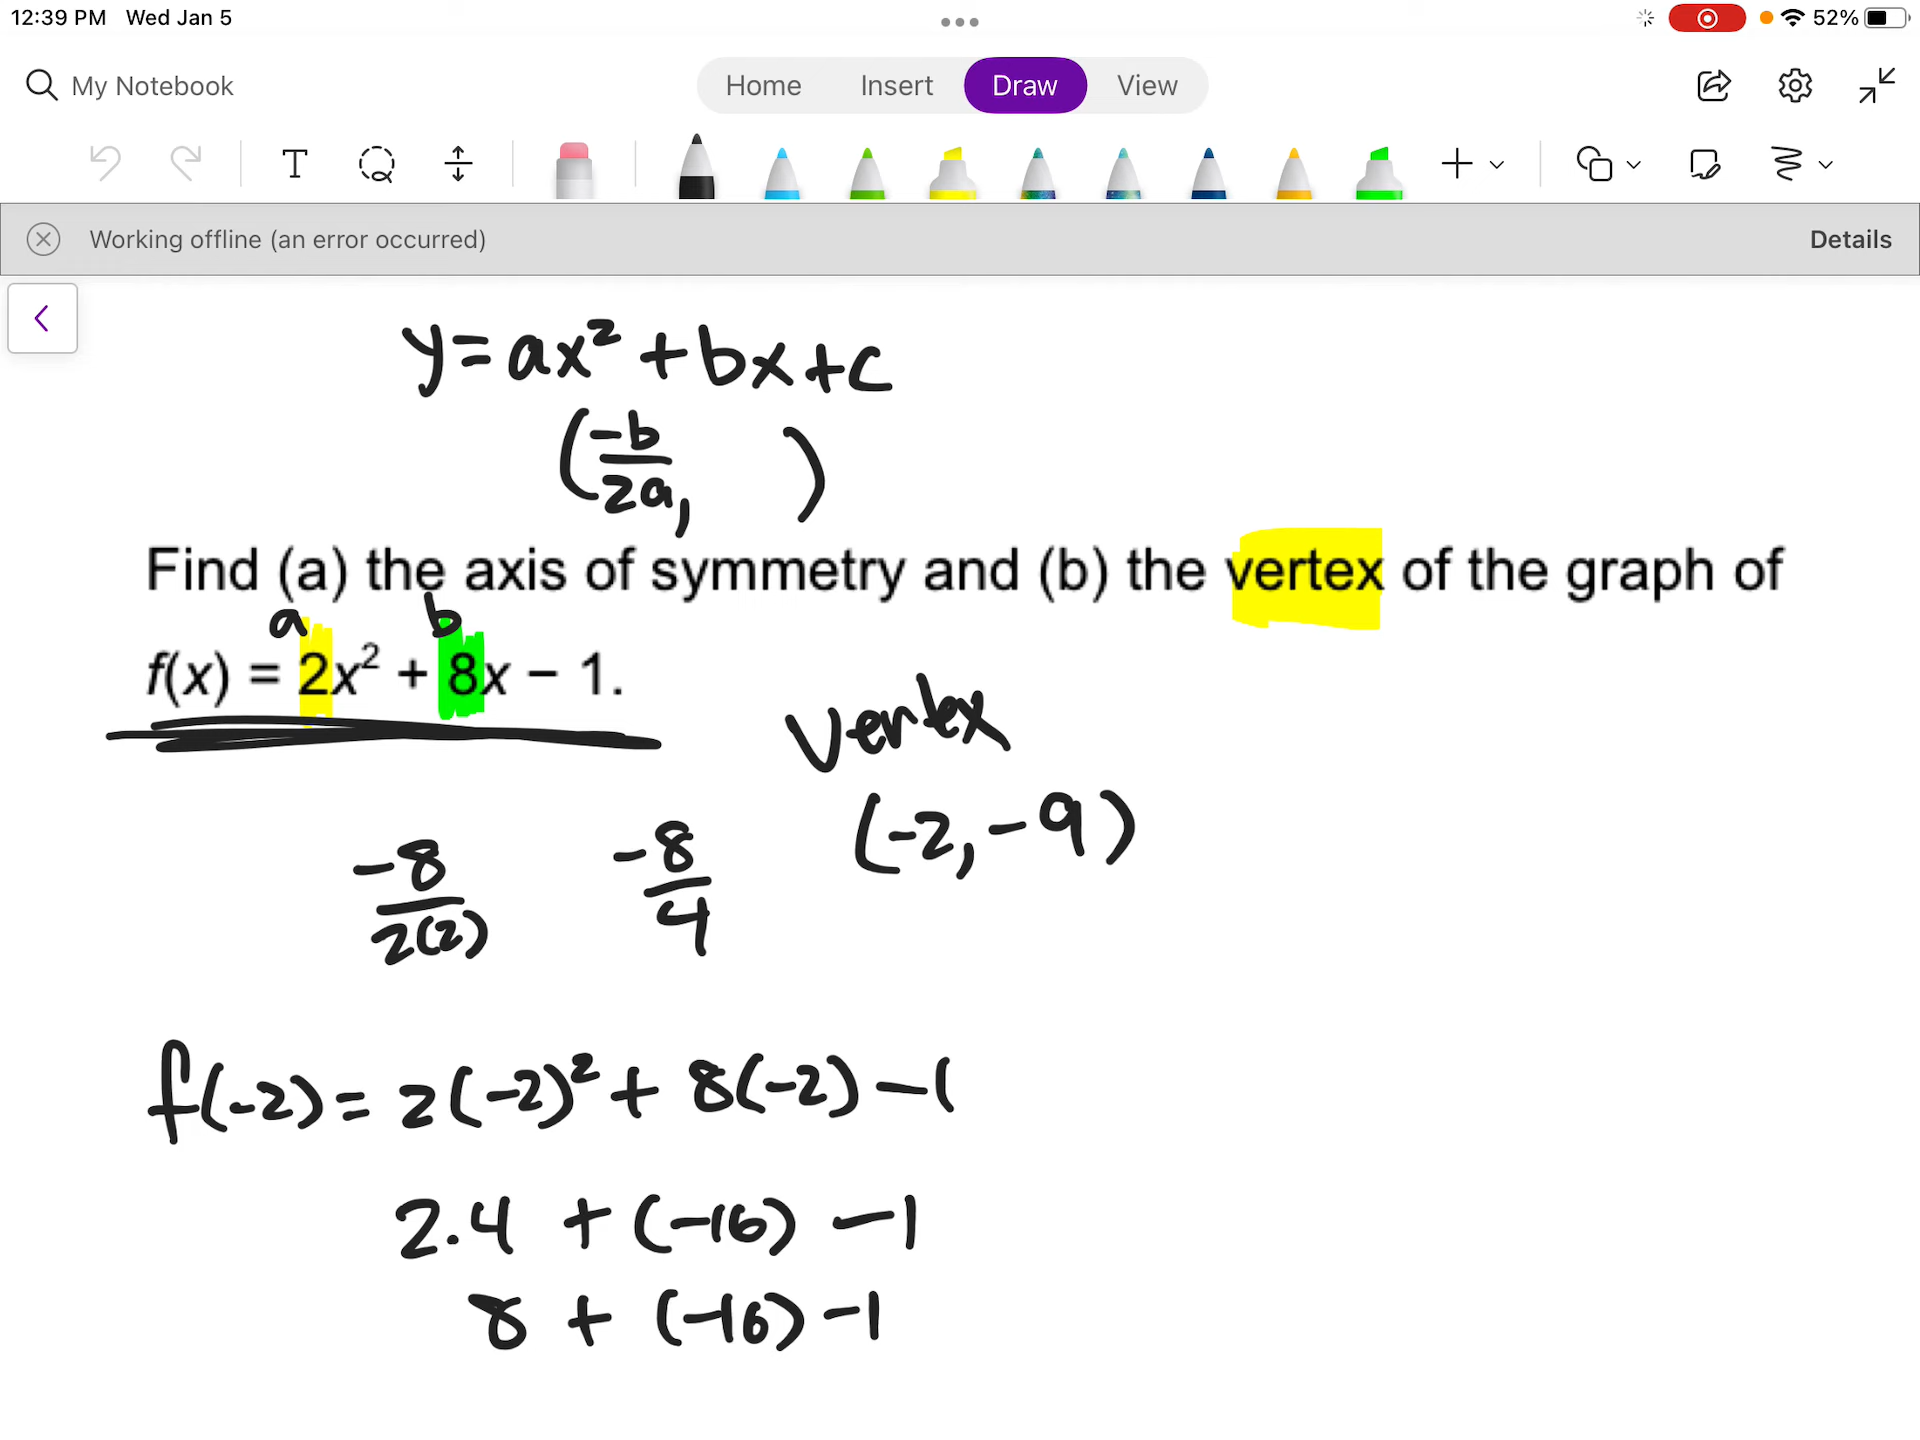 12:39 PM Wed Jan 5 52%
My Notebook Home Insert Draw View
T
Working offline (an error occurred) Details
y=ax² +bx+c
(-b/2a, )
Find (a) the axis of symmetry and (b) the vertex of the graph of
a b
f(x) = 2x² + 8x – 1.
Vertex
(-2, -9)
-8/2(2) -8/4
f(-2)= 2(-2)²+ 8(-2) -1
2.4 + (-16) -1
8 + (-16) -1